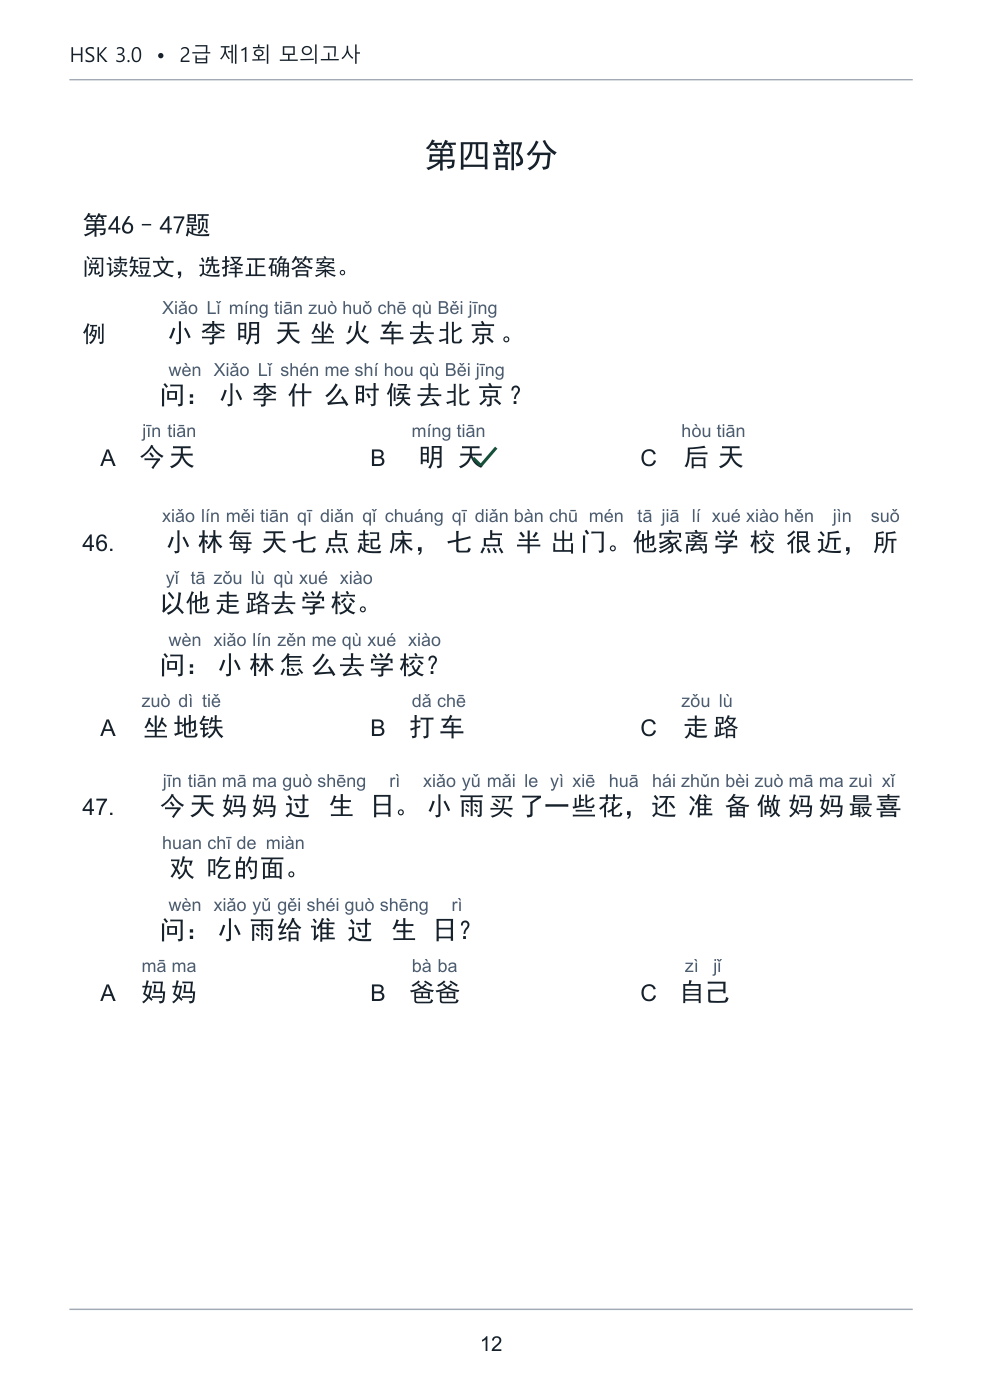 HSK 3.0 • 2급 제1회 모의고사
第四部分
第46－47题
阅读短文，选择正确答案。
Xiǎo Lǐ míng tiān zuò huǒ chē qù Běi jīng
例 小李明天坐火车去北京。
wèn Xiǎo Lǐ shén me shí hou qù Běi jīng
问：小李什么时候去北京？
jīn tiān míng tiān hòu tiān
A 今天 B 明天✓ C 后天
xiǎo lín měi tiān qī diǎn qǐ chuáng qī diǎn bàn chū mén tā jiā lí xué xiào hěn jìn suǒ
46. 小林每天七点起床，七点半出门。他家离学校很近，所
yǐ tā zǒu lù qù xué xiào
以他走路去学校。
wèn xiǎo lín zěn me qù xué xiào
问：小林怎么去学校？
zuò dì tiě dǎ chē zǒu lù
A 坐地铁 B 打车 C 走路
jīn tiān mā ma guò shēng rì xiǎo yǔ mǎi le yì xiē huā hái zhǔn bèi zuò mā ma zuì xǐ
47. 今天妈妈过生日。小雨买了一些花，还准备做妈妈最喜
huan chī de miàn
欢吃的面。
wèn xiǎo yǔ gěi shéi guò shēng rì
问：小雨给谁过生日？
mā ma bà ba zì jǐ
A 妈妈 B 爸爸 C 自己
12